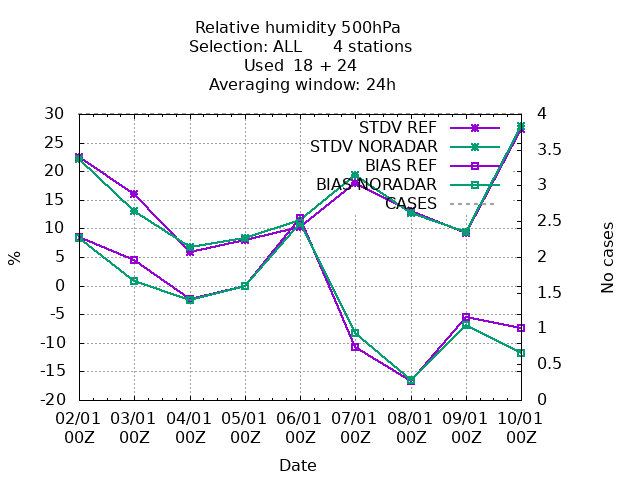 Relative humidity 500hPa
Selection: ALL      4 stations
Used  18 + 24
Averaging window: 24h
STDV REF
STDV NORADAR
BIAS REF
BIAS NORADAR
CASES
30
25
20
15
10
5
0
-5
-10
-15
-20
%
4
3.5
3
2.5
2
1.5
1
0.5
0
No cases
02/01 03/01 04/01 05/01 06/01 07/01 08/01 09/01 10/01
00Z 00Z 00Z 00Z 00Z 00Z 00Z 00Z 00Z
Date